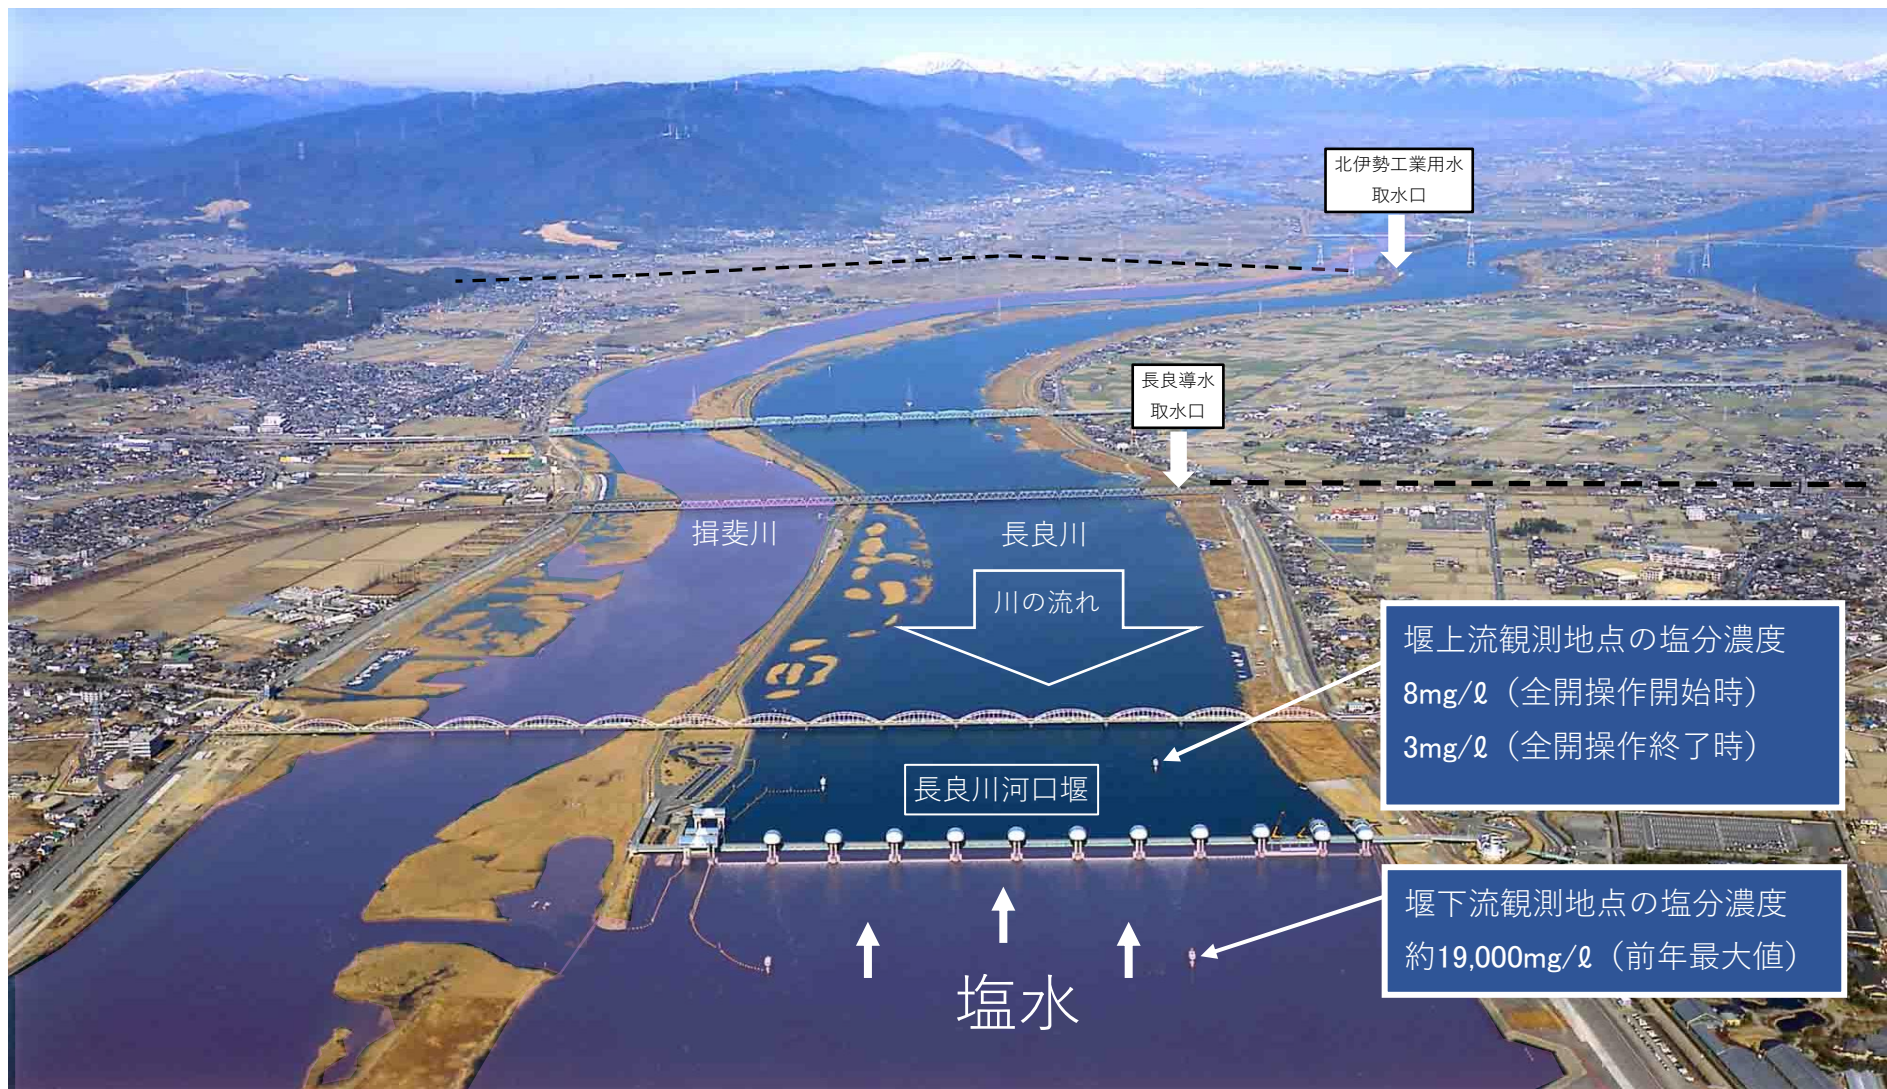 北伊勢工業用水
取水口
長良導水
取水口
揖斐川
長良川
川の流れ
堰上流観測地点の塩分濃度
8mg/ℓ（全開操作開始時）
3mg/ℓ（全開操作終了時）
長良川河口堰
堰下流観測地点の塩分濃度
約19,000mg/ℓ（前年最大値）
塩水